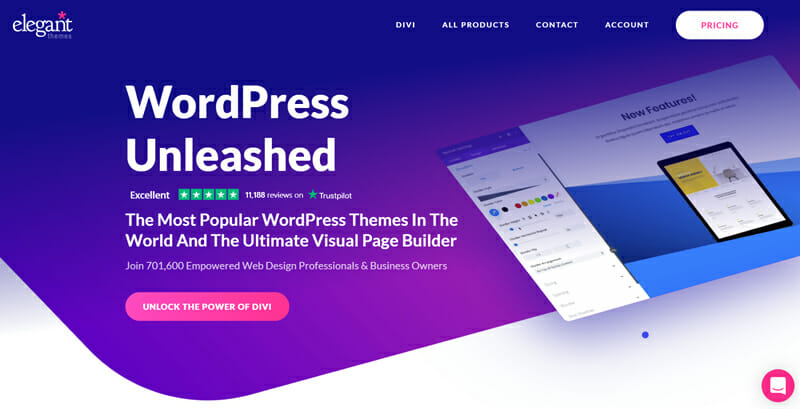 elegant
themes
DIVI
ALL PRODUCTS
CONTACT
ACCOUNT
PRICING
WordPress
Unleashed
Excellent
11,188 reviews on
Trustpilot
The Most Popular WordPress Themes In The
World And The Ultimate Visual Page Builder
Join 701,600 Empowered Web Design Professionals & Business Owners
UNLOCK THE POWER OF DIVI
New Features!